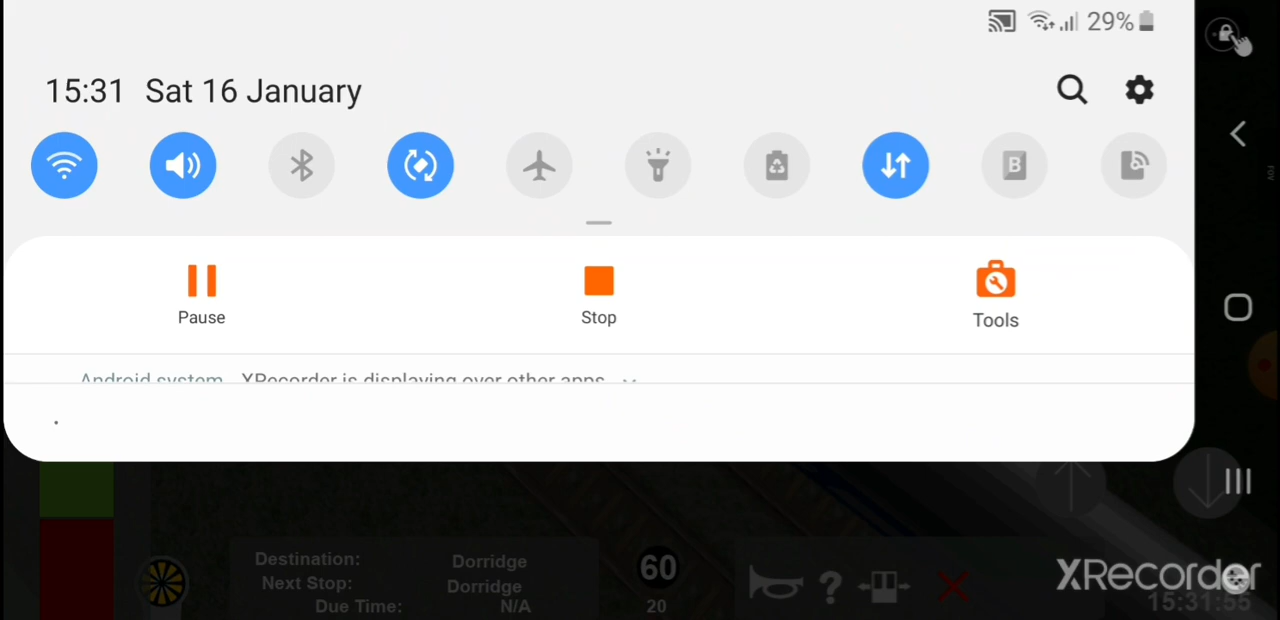 29%
15:31 Sat 16 January
B
Pause
Stop
Tools
Android system XRecorder is displaying over other apps
FOV
Destination: Dorridge
Next Stop: Dorridge
Due Time: N/A
60
20
?
XRecorder
15:31:55